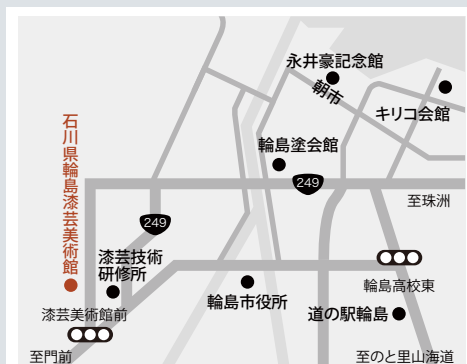 永井豪記念館
朝市
キリコ会館
石川県輪島漆芸美術館
輪島塗会館
249
至珠洲
249
漆芸技術
研修所
輪島市役所
輪島高校東
漆芸美術館前
道の駅輪島
至門前
至のと里山海道